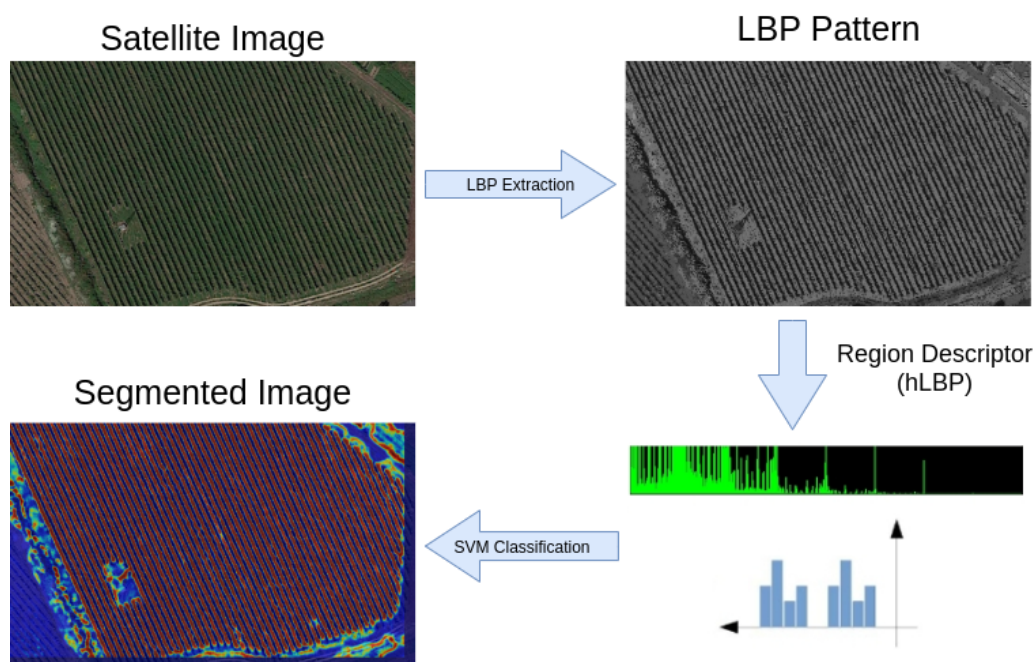 Satellite Image
LBP Pattern
LBP Extraction
Region Descriptor
(hLBP)
Segmented Image
SVM Classification